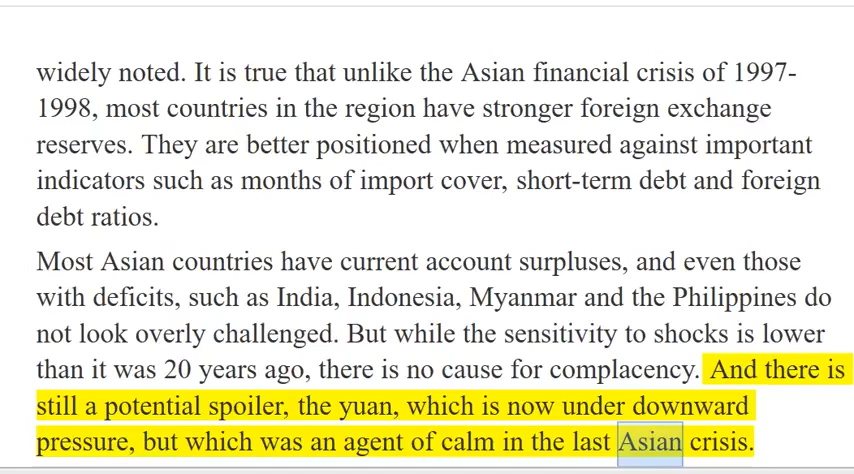 widely noted. It is true that unlike the Asian financial crisis of 1997-
1998, most countries in the region have stronger foreign exchange
reserves. They are better positioned when measured against important
indicators such as months of import cover, short-term debt and foreign
debt ratios.
Most Asian countries have current account surpluses, and even those
with deficits, such as India, Indonesia, Myanmar and the Philippines do
not look overly challenged. But while the sensitivity to shocks is lower
than it was 20 years ago, there is no cause for complacency. And there is
still a potential spoiler, the yuan, which is now under downward
pressure, but which was an agent of calm in the last Asian crisis.